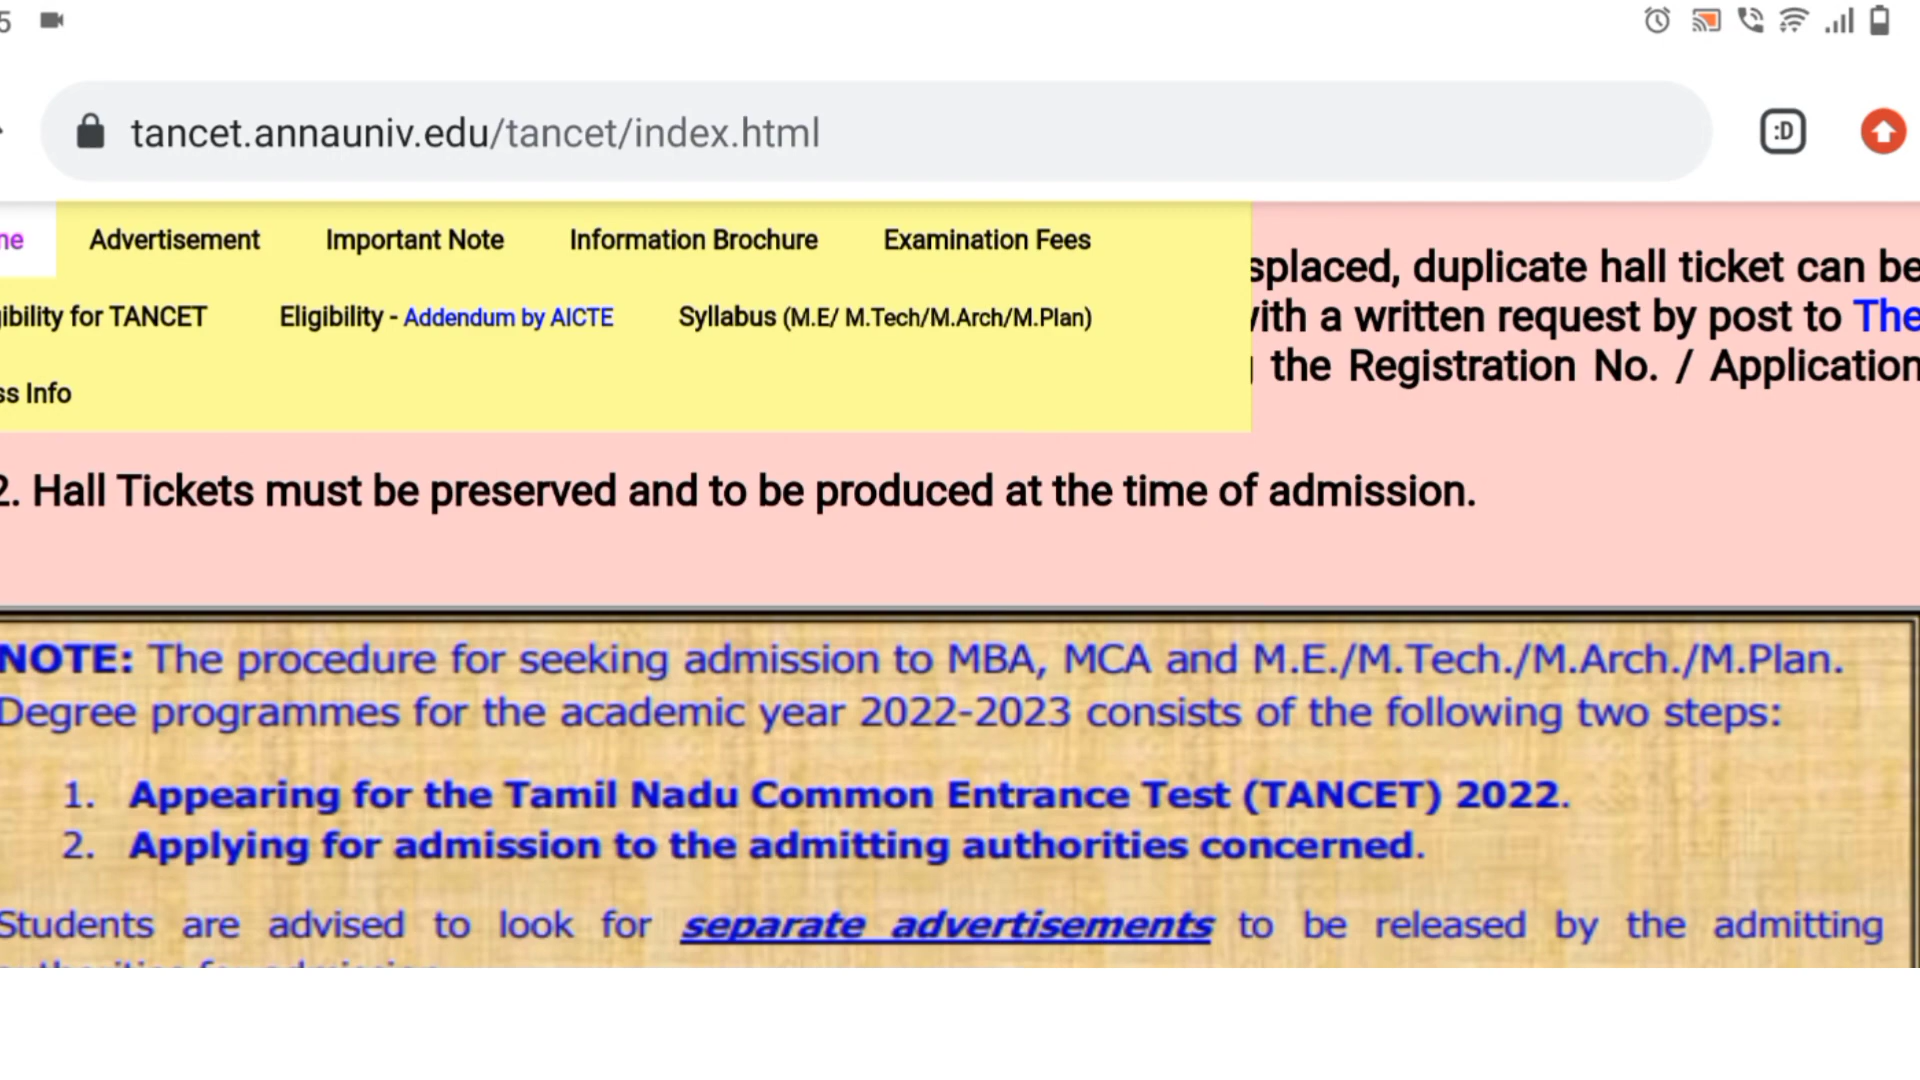 5
tancet.annauniv.edu/tancet/index.html
:D
ne Advertisement Important Note Information Brochure Examination Fees
ibility for TANCET Eligibility - Addendum by AICTE Syllabus (M.E/ M.Tech/M.Arch/M.Plan)
ss Info
splaced, duplicate hall ticket can be
ith a written request by post to The
the Registration No. / Application
2. Hall Tickets must be preserved and to be produced at the time of admission.
NOTE: The procedure for seeking admission to MBA, MCA and M.E./M.Tech./M.Arch./M.Plan.
Degree programmes for the academic year 2022-2023 consists of the following two steps:
1. Appearing for the Tamil Nadu Common Entrance Test (TANCET) 2022.
2. Applying for admission to the admitting authorities concerned.
Students are advised to look for separate advertisements to be released by the admitting